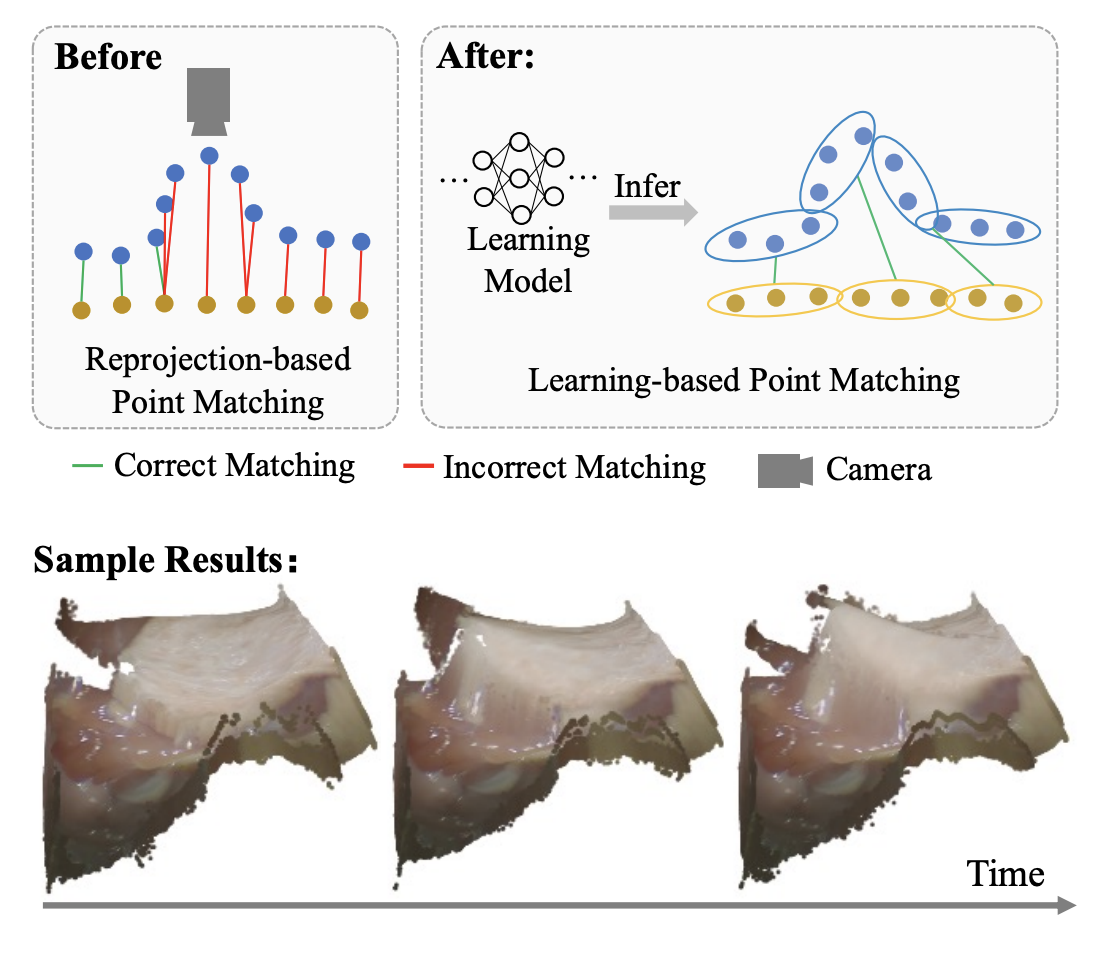 Before
Reprojection-based
Point Matching
After:
... ...
Infer
Learning
Model
Learning-based Point Matching
Correct Matching
Incorrect Matching
Camera
Sample Results:
Time